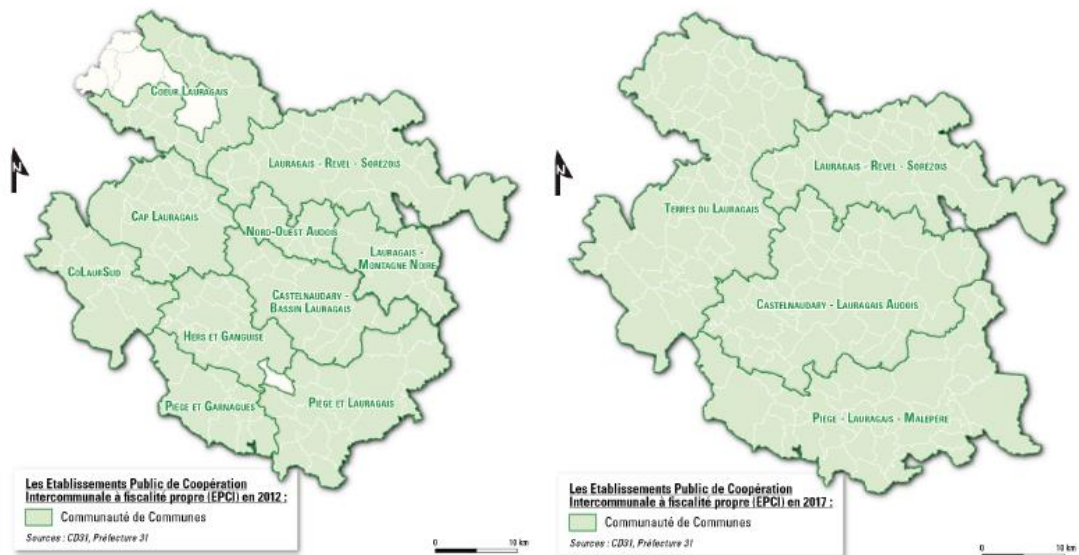 N
COEUR LAURAGAIS
LAURAGAIS - REVEL - SORÉZOIS
CAP LAURAGAIS
NORD-OUEST AUDOIS
LAURAGAIS -
MONTAGNE NOIRE
COLAURSUD
CASTELNAUDARY -
BASSIN LAURAGAIS
HERS ET GANGUISE
PIÈGE ET GARNAGUÈS
PIÈGE ET LAURAGAIS
Les Etablissements Public de Coopération
Intercommunale à fiscalité propre (EPCI) en 2012 :
Communauté de Communes
Sources : CD31, Préfecture 31
0 10 km
N
LAURAGAIS - REVEL - SORÉZOIS
TERRES DU LAURAGAIS
CASTELNAUDARY - LAURAGAIS AUDOIS
PIÈGE - LAURAGAIS - MALEPÈRE
Les Etablissements Public de Coopération
Intercommunale à fiscalité propre (EPCI) en 2017 :
Communauté de Communes
Sources : CD31, Préfecture 31
0 10 km